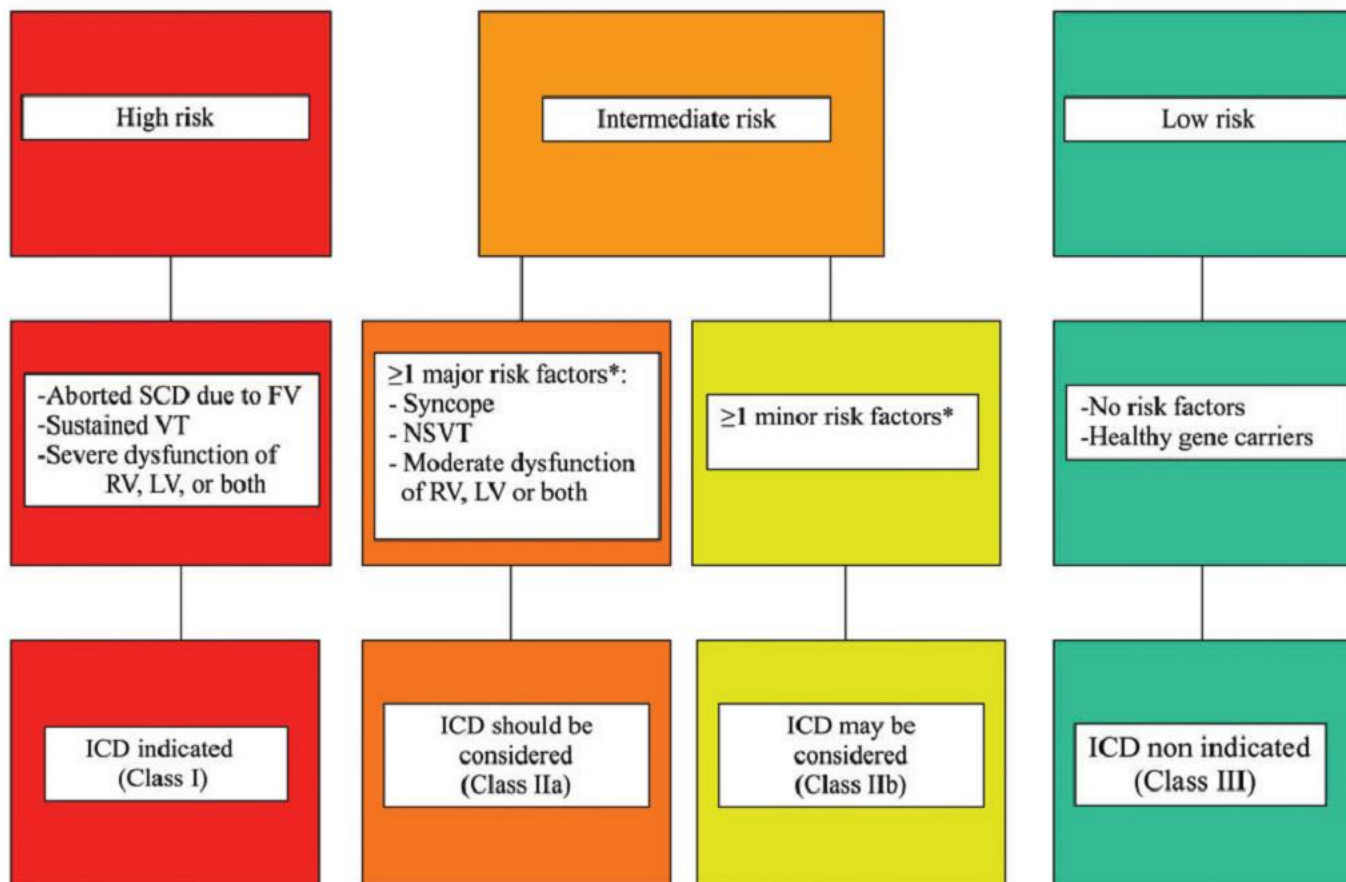 High risk
Intermediate risk
Low risk
-Aborted SCD due to FV
-Sustained VT
-Severe dysfunction of
RV, LV, or both
≥1 major risk factors*:
- Syncope
- NSVT
- Moderate dysfunction
of RV, LV or both
≥1 minor risk factors*
-No risk factors
-Healthy gene carriers
ICD indicated
(Class I)
ICD should be
considered
(Class IIa)
ICD may be
considered
(Class IIb)
ICD non indicated
(Class III)